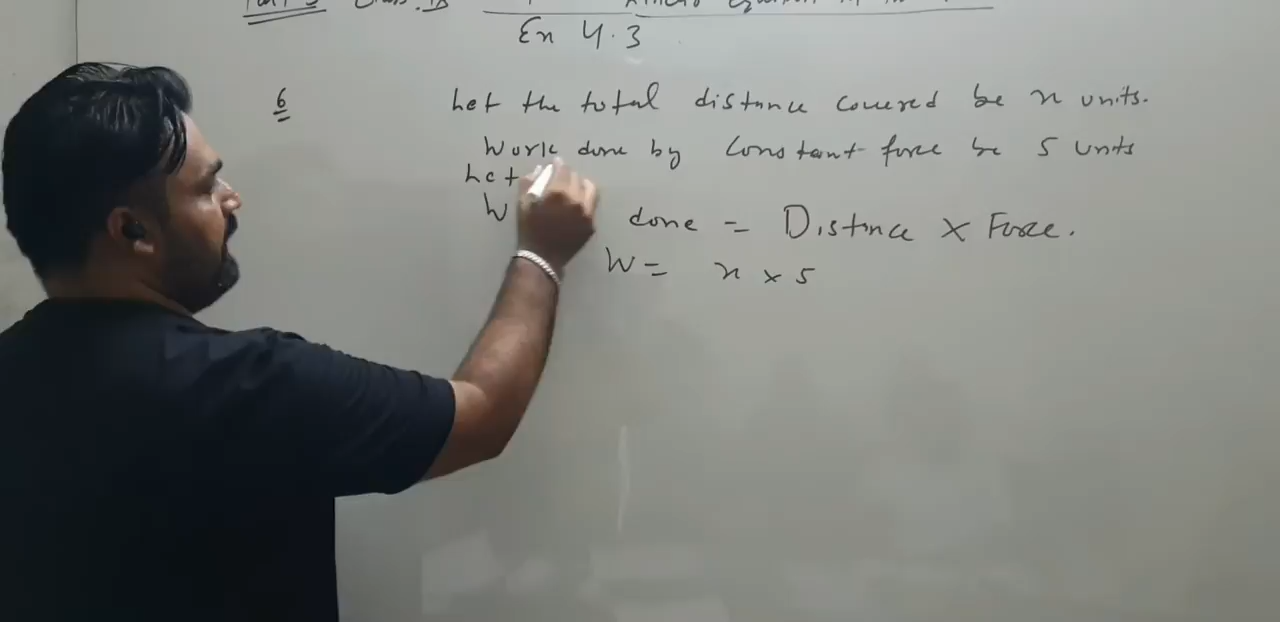 Ex 4.3
6
Let the total distance covered be x units.
Work done by Constant force be 5 units
Let
W done = Distance × Force.
W = x × 5